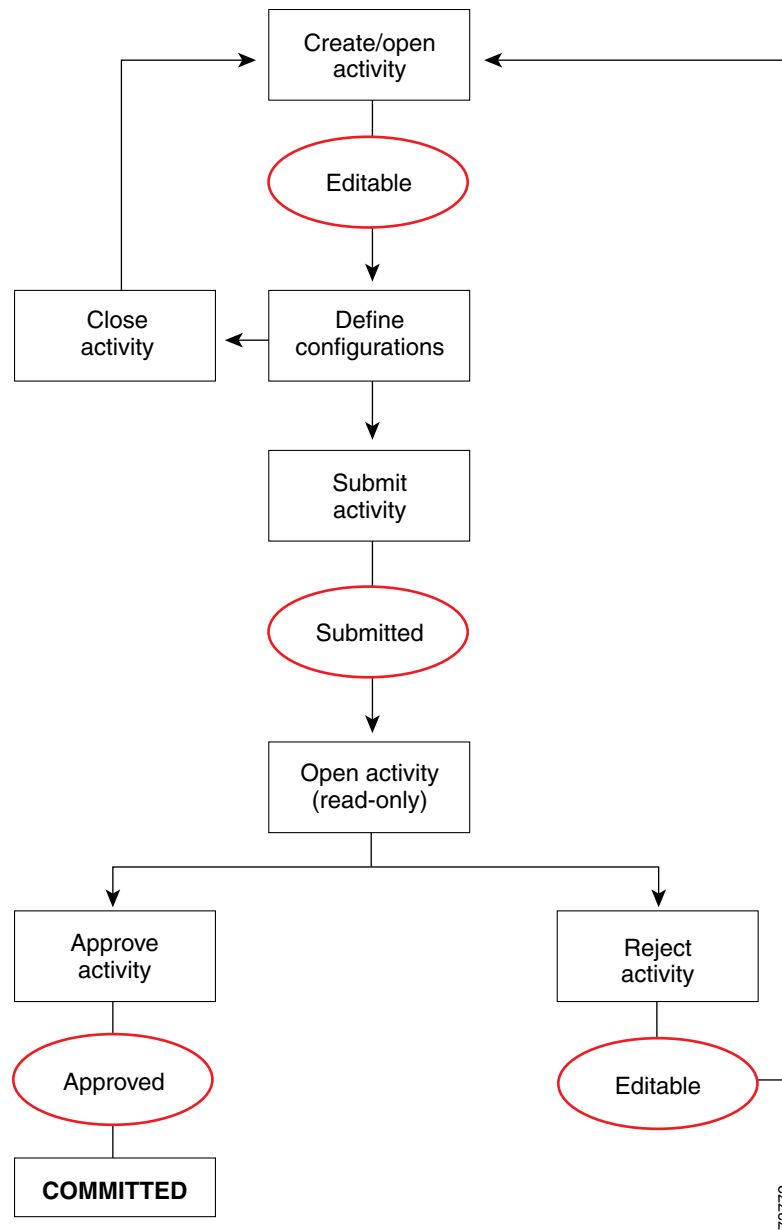 Create/open
activity
Editable
Close
activity
Define
configurations
Submit
activity
Submitted
Open activity
(read-only)
Approve
activity
Reject
activity
Approved
Editable
COMMITTED